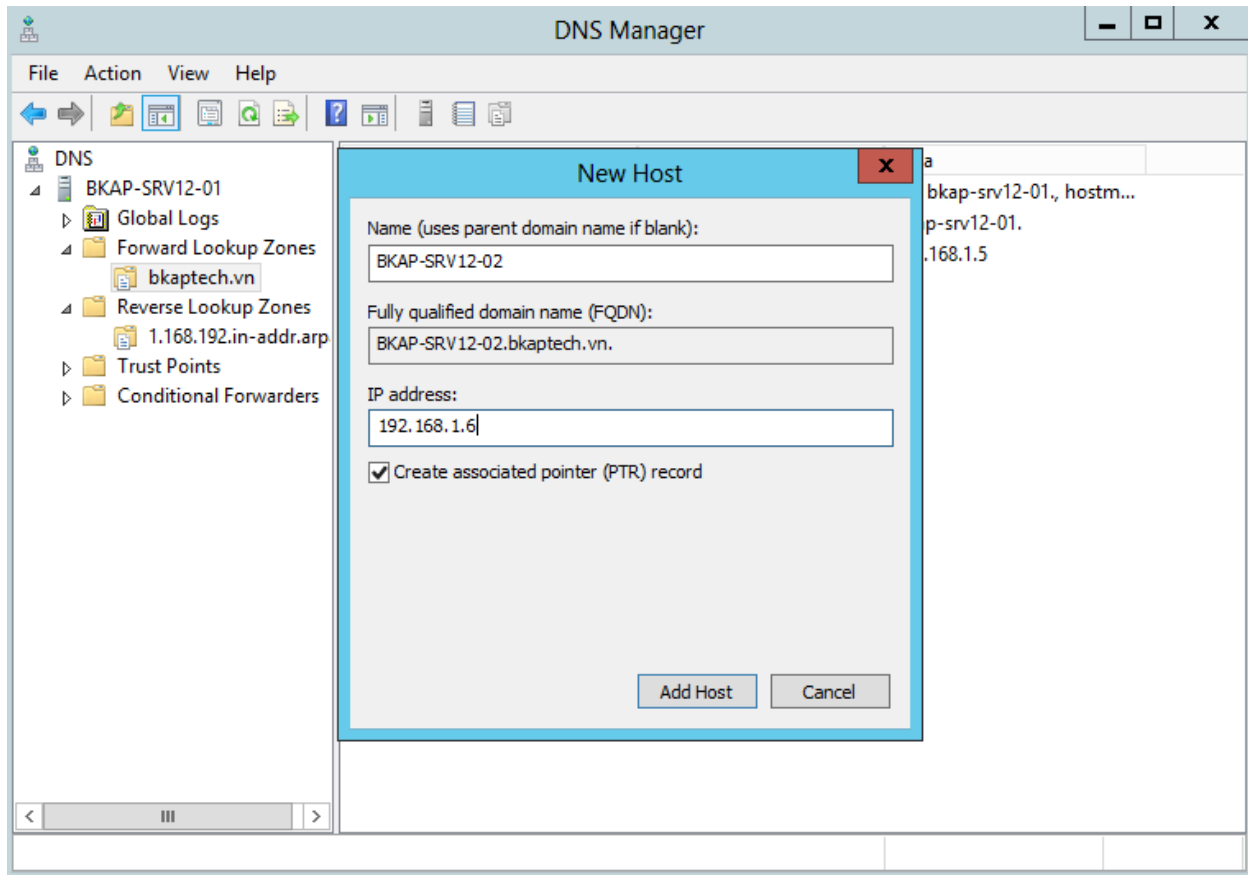 DNS Manager
File Action View Help
DNS
BKAP-SRV12-01
Global Logs
Forward Lookup Zones
bkaptech.vn
Reverse Lookup Zones
1.168.192.in-addr.arp
Trust Points
Conditional Forwarders
a
bkap-srv12-01., hostm...
p-srv12-01.
.168.1.5
New Host
X
Name (uses parent domain name if blank):
BKAP-SRV12-02
Fully qualified domain name (FQDN):
BKAP-SRV12-02.bkaptech.vn.
IP address:
192.168.1.6
Create associated pointer (PTR) record
Add Host
Cancel